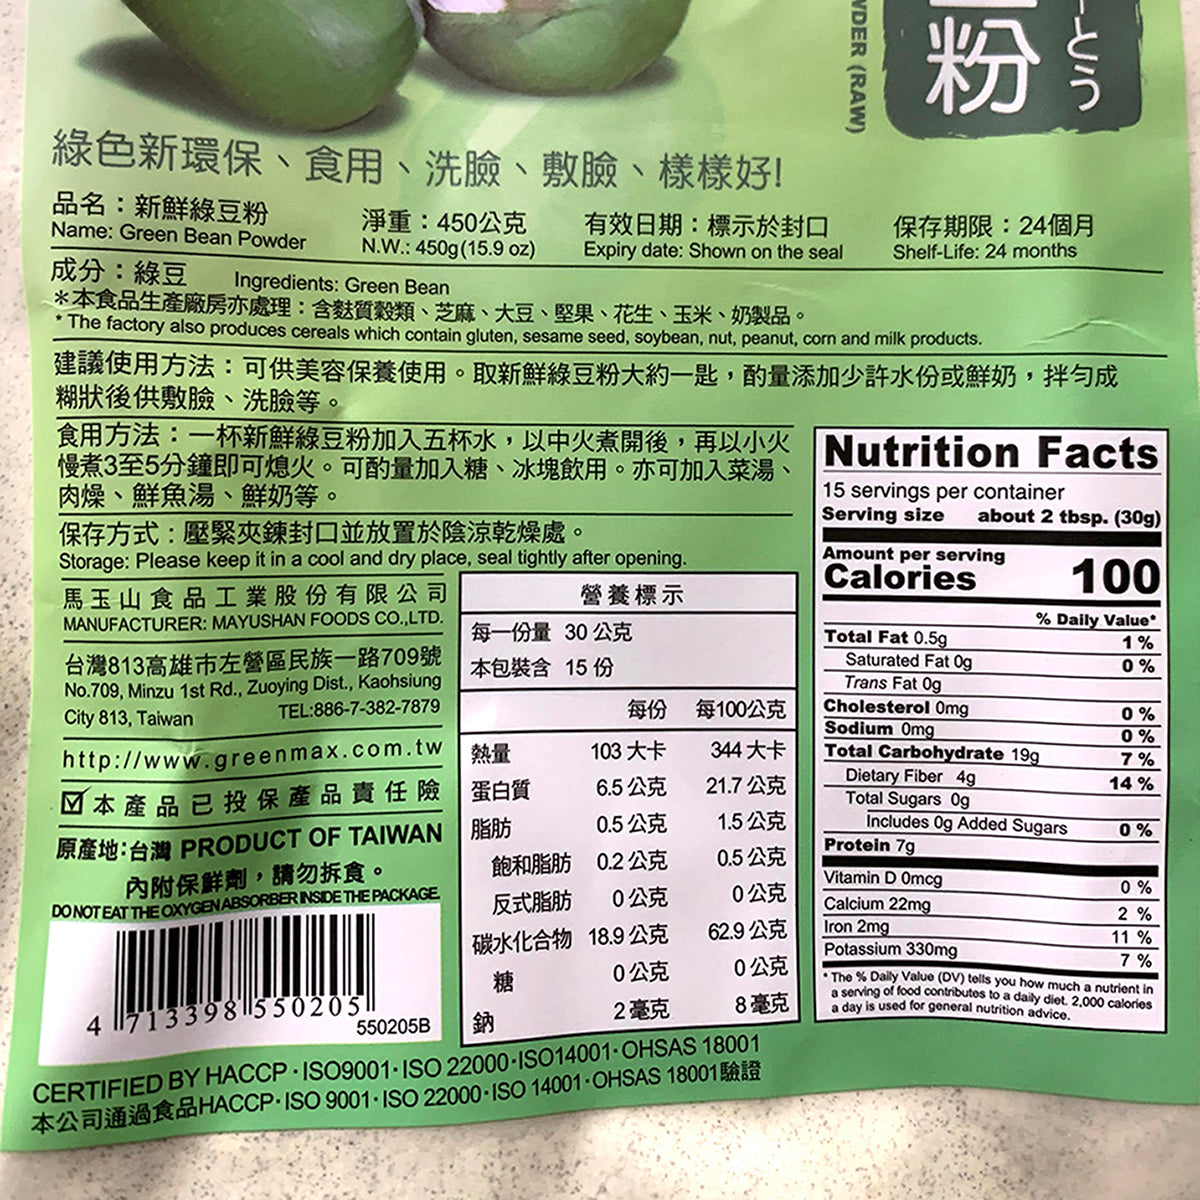 粉
とう
WDER (RAW)
綠色新環保、食用、洗臉、敷臉、樣樣好!
品名：新鮮綠豆粉
Name: Green Bean Powder
淨重：450公克
N.W.: 450g(15.9 oz)
有效日期：標示於封口
Expiry date: Shown on the seal
保存期限：24個月
Shelf-Life: 24 months
成分：綠豆 Ingredients: Green Bean
*本食品生產廠房亦處理：含麩質穀類、芝麻、大豆、堅果、花生、玉米、奶製品。
* The factory also produces cereals which contain gluten, sesame seed, soybean, nut, peanut, corn and milk products.
建議使用方法：可供美容保養使用。取新鮮綠豆粉大約一匙，酌量添加少許水份或鮮奶，拌勻成
糊狀後供敷臉、洗臉等。
食用方法：一杯新鮮綠豆粉加入五杯水，以中火煮開後，再以小火
慢煮3至5分鐘即可熄火。可酌量加入糖、冰塊飲用。亦可加入菜湯、
肉燥、鮮魚湯、鮮奶等。
保存方式：壓緊夾鍊封口並放置於陰涼乾燥處。
Storage: Please keep it in a cool and dry place, seal tightly after opening.
馬玉山食品工業股份有限公司
MANUFACTURER: MAYUSHAN FOODS CO.,LTD.
台灣813高雄市左營區民族一路709號
No.709, Minzu 1st Rd., Zuoying Dist., Kaohsiung
City 813, Taiwan TEL:886-7-382-7879
http://www.greenmax.com.tw
☑本產品已投保產品責任險
原產地:台灣 PRODUCT OF TAIWAN
內附保鮮劑，請勿拆食。
DO NOT EAT THE OXYGEN ABSORBER INSIDE THE PACKAGE.
4 713398 550205
550205B
營養標示
每一份量 30 公克
本包裝含 15 份
每份 每100公克
熱量 103 大卡 344 大卡
蛋白質 6.5 公克 21.7 公克
脂肪 0.5 公克 1.5 公克
飽和脂肪 0.2 公克 0.5 公克
反式脂肪 0 公克 0 公克
碳水化合物 18.9 公克 62.9 公克
糖 0 公克 0 公克
鈉 2 毫克 8 毫克
Nutrition Facts
15 servings per container
Serving size about 2 tbsp. (30g)
Amount per serving
Calories 100
% Daily Value*
Total Fat 0.5g 1 %
Saturated Fat 0g 0 %
Trans Fat 0g
Cholesterol 0mg 0 %
Sodium 0mg 0 %
Total Carbohydrate 19g 7 %
Dietary Fiber 4g 14 %
Total Sugars 0g
Includes 0g Added Sugars 0 %
Protein 7g
Vitamin D 0mcg 0 %
Calcium 22mg 2 %
Iron 2mg 11 %
Potassium 330mg 7 %
* The % Daily Value (DV) tells you how much a nutrient in
a serving of food contributes to a daily diet. 2,000 calories
a day is used for general nutrition advice.
CERTIFIED BY HACCP·ISO9001·ISO 22000·ISO14001·OHSAS 18001
本公司通過食品HACCP·ISO 9001·ISO 22000·ISO 14001·OHSAS 18001驗證